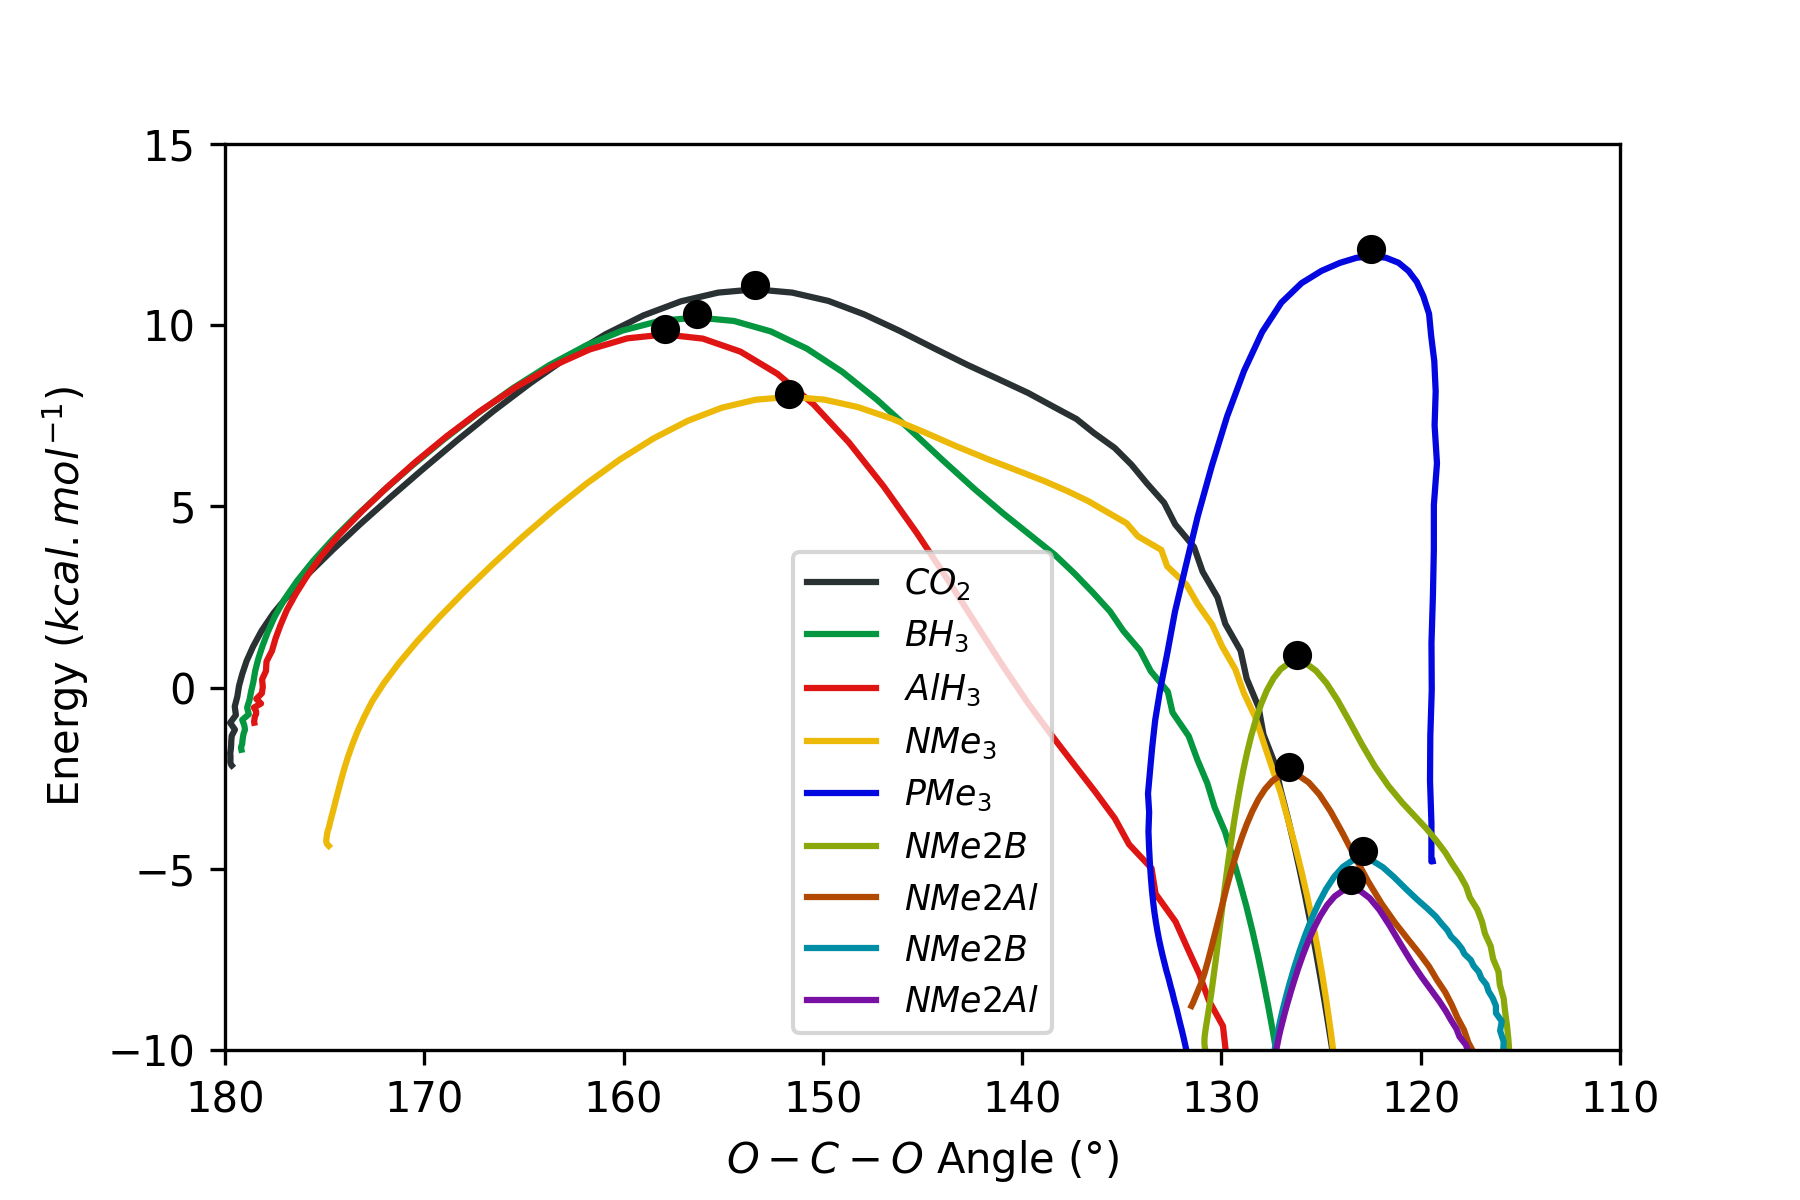 15
10
5
0
−5
−10
Energy (kcal.mol⁻¹)
CO₂
BH₃
AlH₃
NMe₃
PMe₃
NMe2B
NMe2Al
NMe2B
NMe2Al
180 170 160 150 140 130 120 110
O − C − O Angle (°)